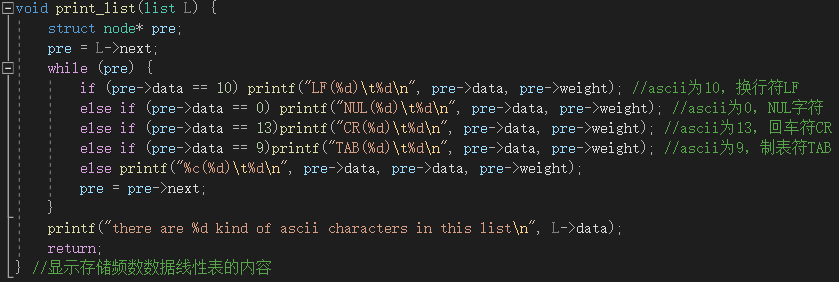 void print_list(list L) {
    struct node* pre;
    pre = L->next;
    while (pre) {
        if (pre->data == 10) printf("LF(%d)\t%d\n", pre->data, pre->weight); //ascii为10，换行符LF
        else if (pre->data == 0) printf("NUL(%d)\t%d\n", pre->data, pre->weight); //ascii为0，NUL字符
        else if (pre->data == 13)printf("CR(%d)\t%d\n", pre->data, pre->weight); //ascii为13，回车符CR
        else if (pre->data == 9)printf("TAB(%d)\t%d\n", pre->data, pre->weight); //ascii为9，制表符TAB
        else printf("%c(%d)\t%d\n", pre->data, pre->data, pre->weight);
        pre = pre->next;
    }
    printf("there are %d kind of ascii characters in this list\n", L->data);
    return;
} //显示存储频数数据线性表的内容